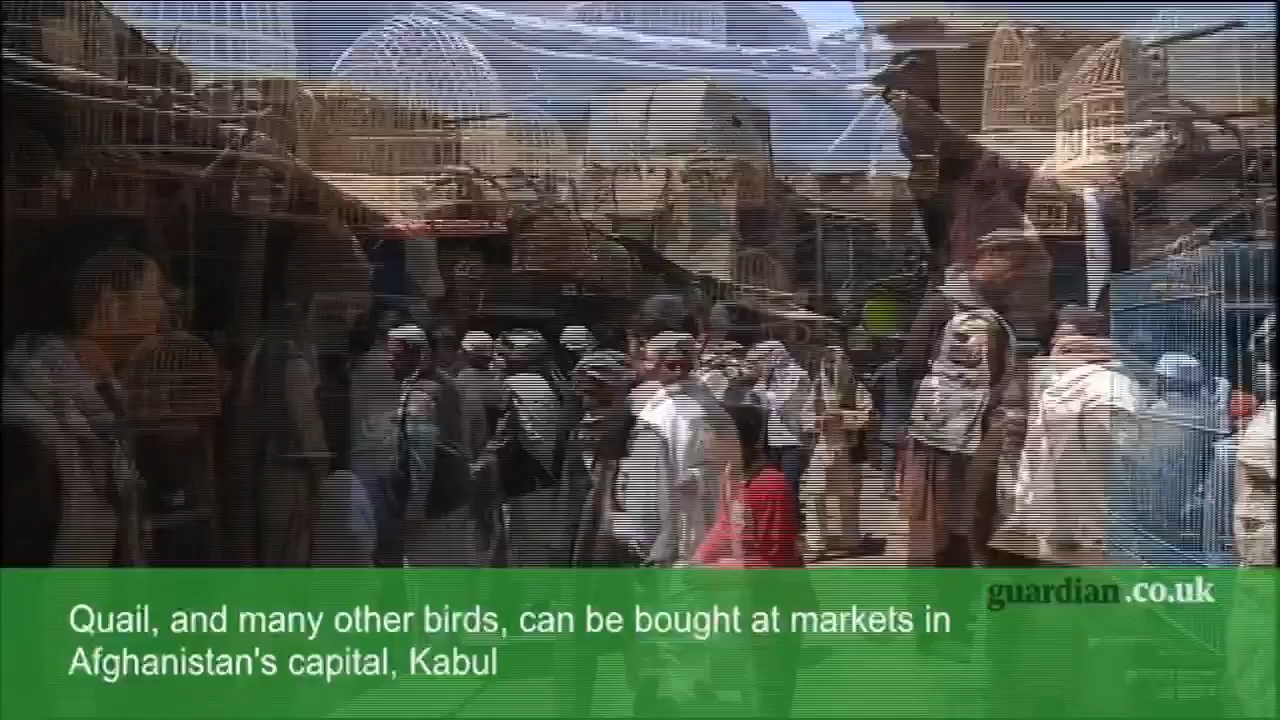 guardian.co.uk
Quail, and many other birds, can be bought at markets in
Afghanistan's capital, Kabul